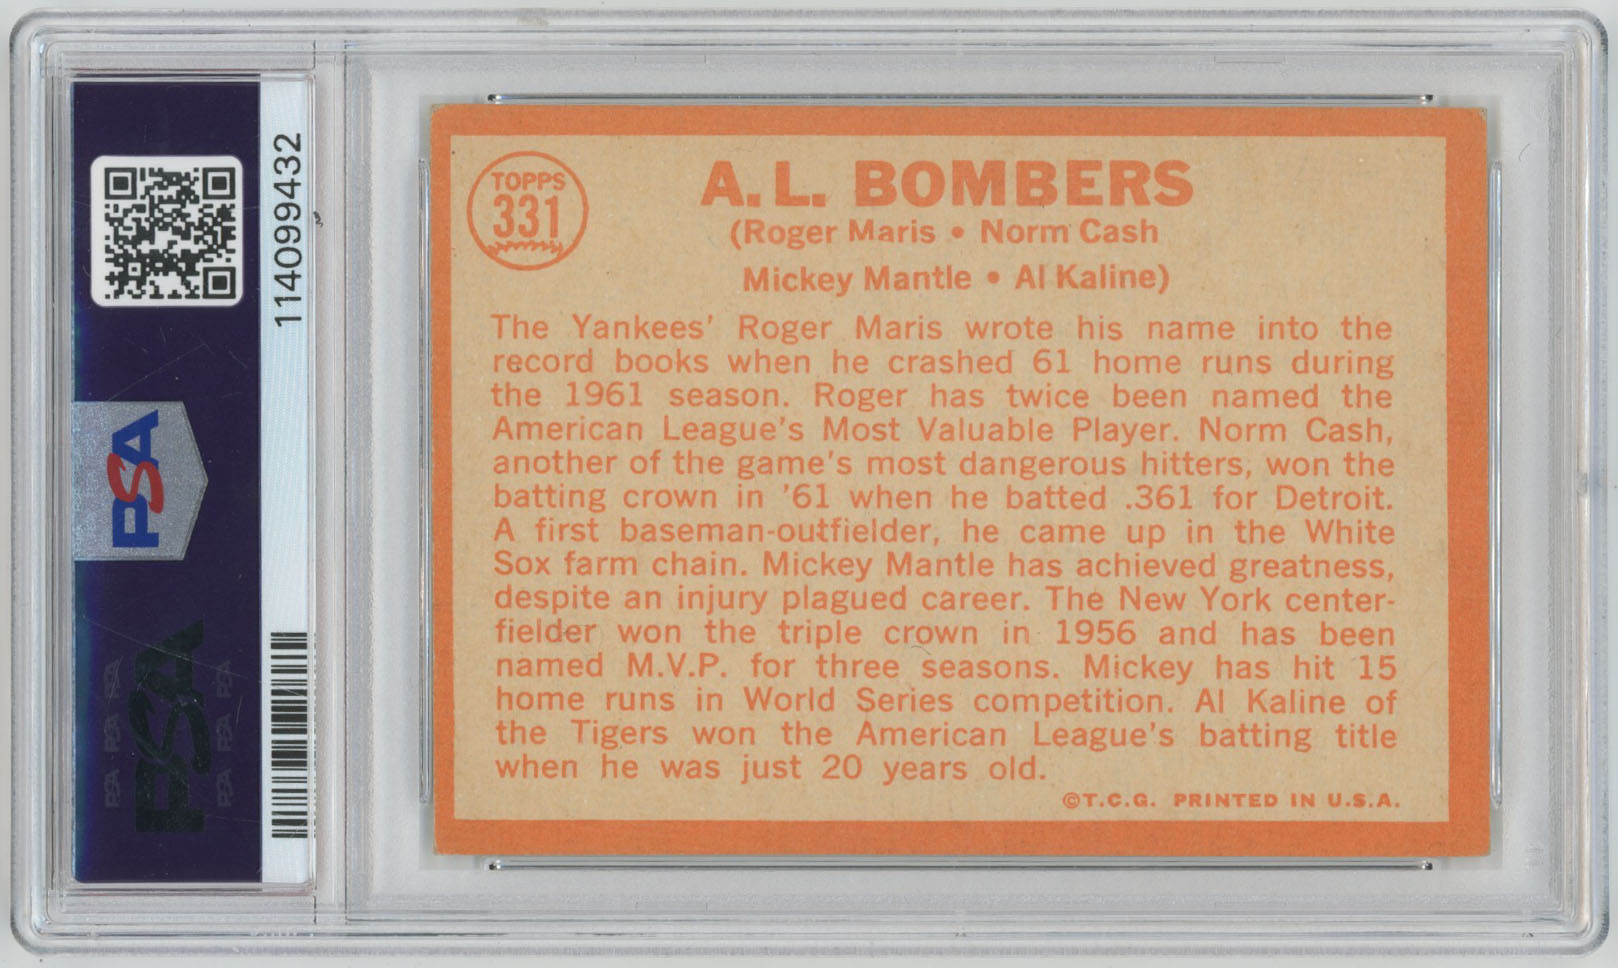 114099432
PSA
PSA
PSA PSA PSA
PSA PSA PSA
TOPPS
331
A.L. BOMBERS
(Roger Maris • Norm Cash
Mickey Mantle • Al Kaline)
The Yankees' Roger Maris wrote his name into the
record books when he crashed 61 home runs during
the 1961 season. Roger has twice been named the
American League's Most Valuable Player. Norm Cash,
another of the game's most dangerous hitters, won the
batting crown in '61 when he batted .361 for Detroit.
A first baseman-outfielder, he came up in the White
Sox farm chain. Mickey Mantle has achieved greatness,
despite an injury plagued career. The New York center-
fielder won the triple crown in 1956 and has been
named M.V.P. for three seasons. Mickey has hit 15
home runs in World Series competition. Al Kaline of
the Tigers won the American League's batting title
when he was just 20 years old.
©T.C.G. PRINTED IN U.S.A.